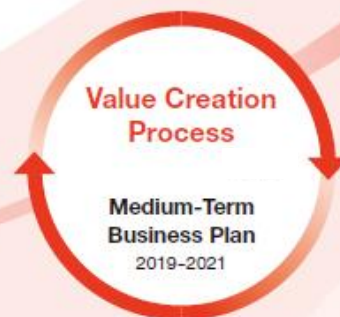 Value Creation
Process
Medium-Term
Business Plan
2019–2021